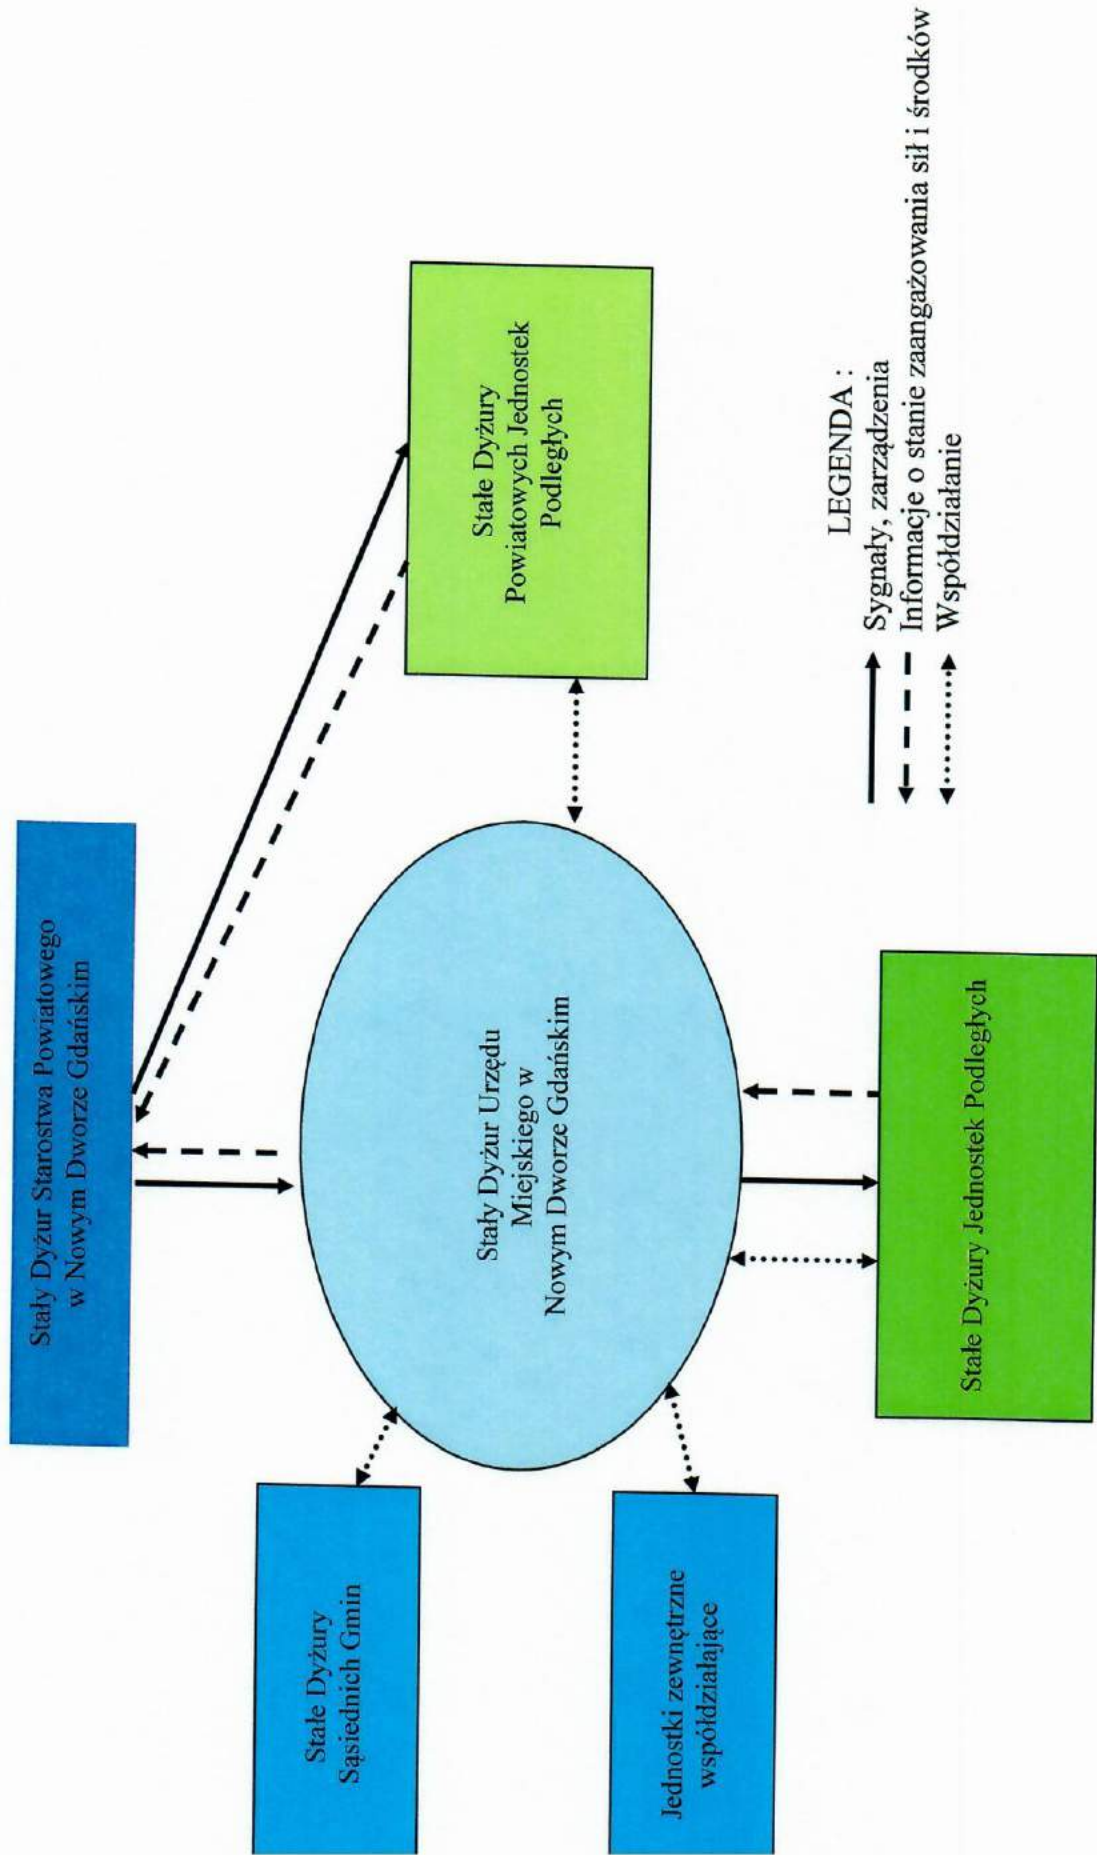 Stały Dyżur Starostwa Powiatowego
w Nowym Dworze Gdańskim
Stałe Dyżury
Sąsiednich Gmin
Stały Dyżur Urzędu
Miejskiego w
Nowym Dworze Gdańskim
Stałe Dyżury
Powiatowych Jednostek
Podległych
Jednostki zewnętrzne
współdziałające
Stałe Dyżury Jednostek Podległych
LEGENDA :
Sygnały, zarządzenia
Informacje o stanie zaangażowania sił i środków
Współdziałanie